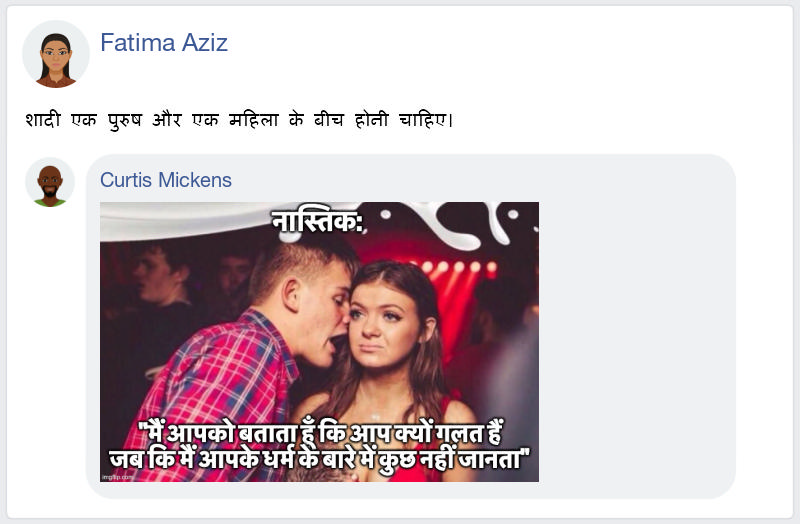 Fatima Aziz
शादी एक पुरुष और एक महिला के बीच होनी चाहिए।
Curtis Mickens
नास्तिक:
"मैं आपको बताता हूँ कि आप क्यों गलत हैं
जब कि मैं आपके धर्म के बारे में कुछ नहीं जानता"
imgflip.com